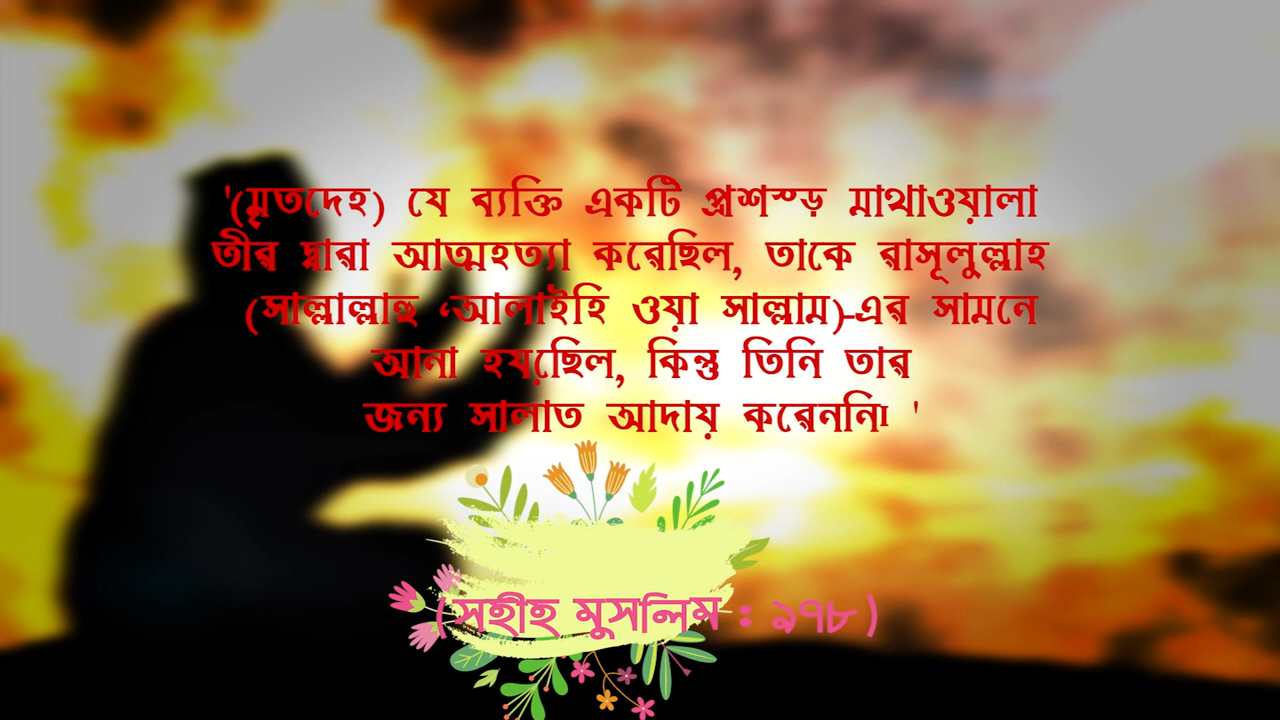 '(মৃতদেহ) যে ব্যক্তি একটি প্রশস্ড় মাথাওয়ালা
তীর দ্বারা আত্মহত্যা করেছিল, তাকে রাসূলুল্লাহ
(সাল্লাল্লাহু ‘আলাইহি ওয়া সাল্লাম)-এর সামনে
আনা হয়েছিল, কিন্তু তিনি তার
জন্য সালাত আদায় করেননি। '
(সহীহ মুসলিম : ৯৭৮)